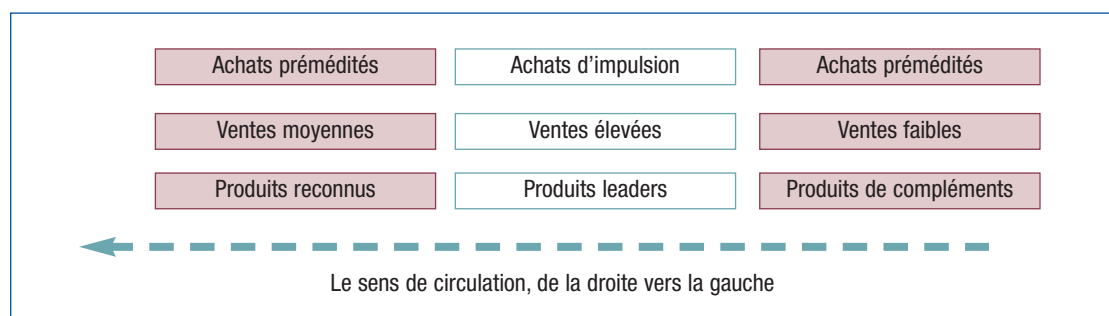 Achats prémédités
Achats d'impulsion
Achats prémédités
Ventes moyennes
Ventes élevées
Ventes faibles
Produits reconnus
Produits leaders
Produits de compléments
Le sens de circulation, de la droite vers la gauche